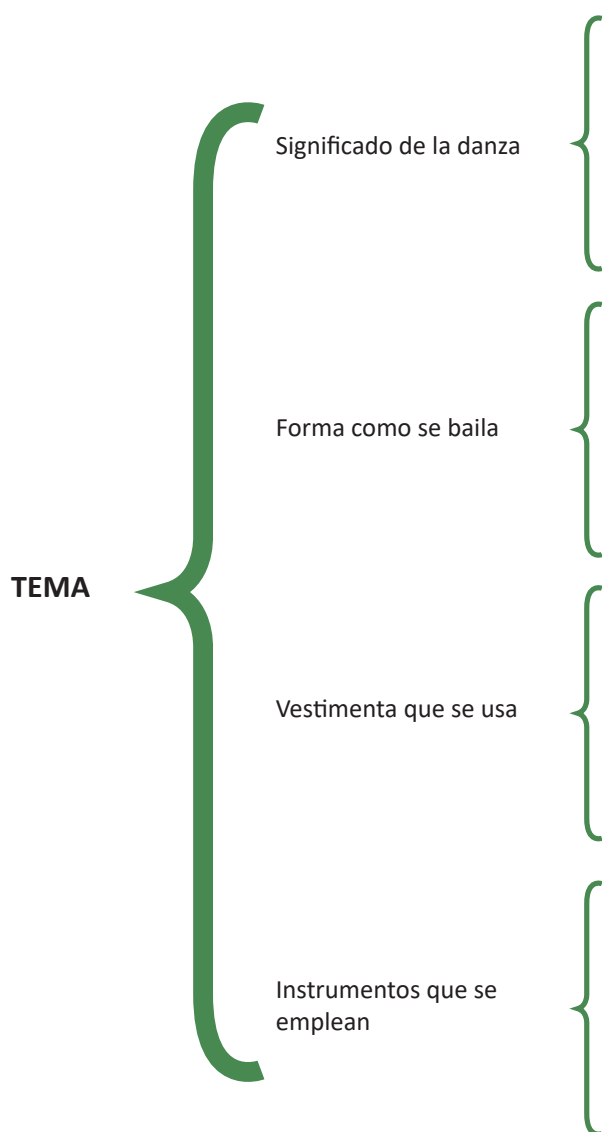 Significado de la danza
Forma como se baila
TEMA
Vestimenta que se usa
Instrumentos que se
emplean